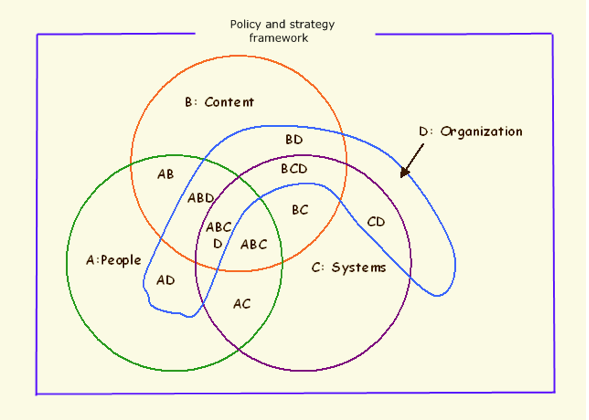 Policy and strategy
framework
B: Content
D: Organization
BD
BCD
AB
ABD
BC
ABC
D
ABC
CD
A:People
C: Systems
AD
AC